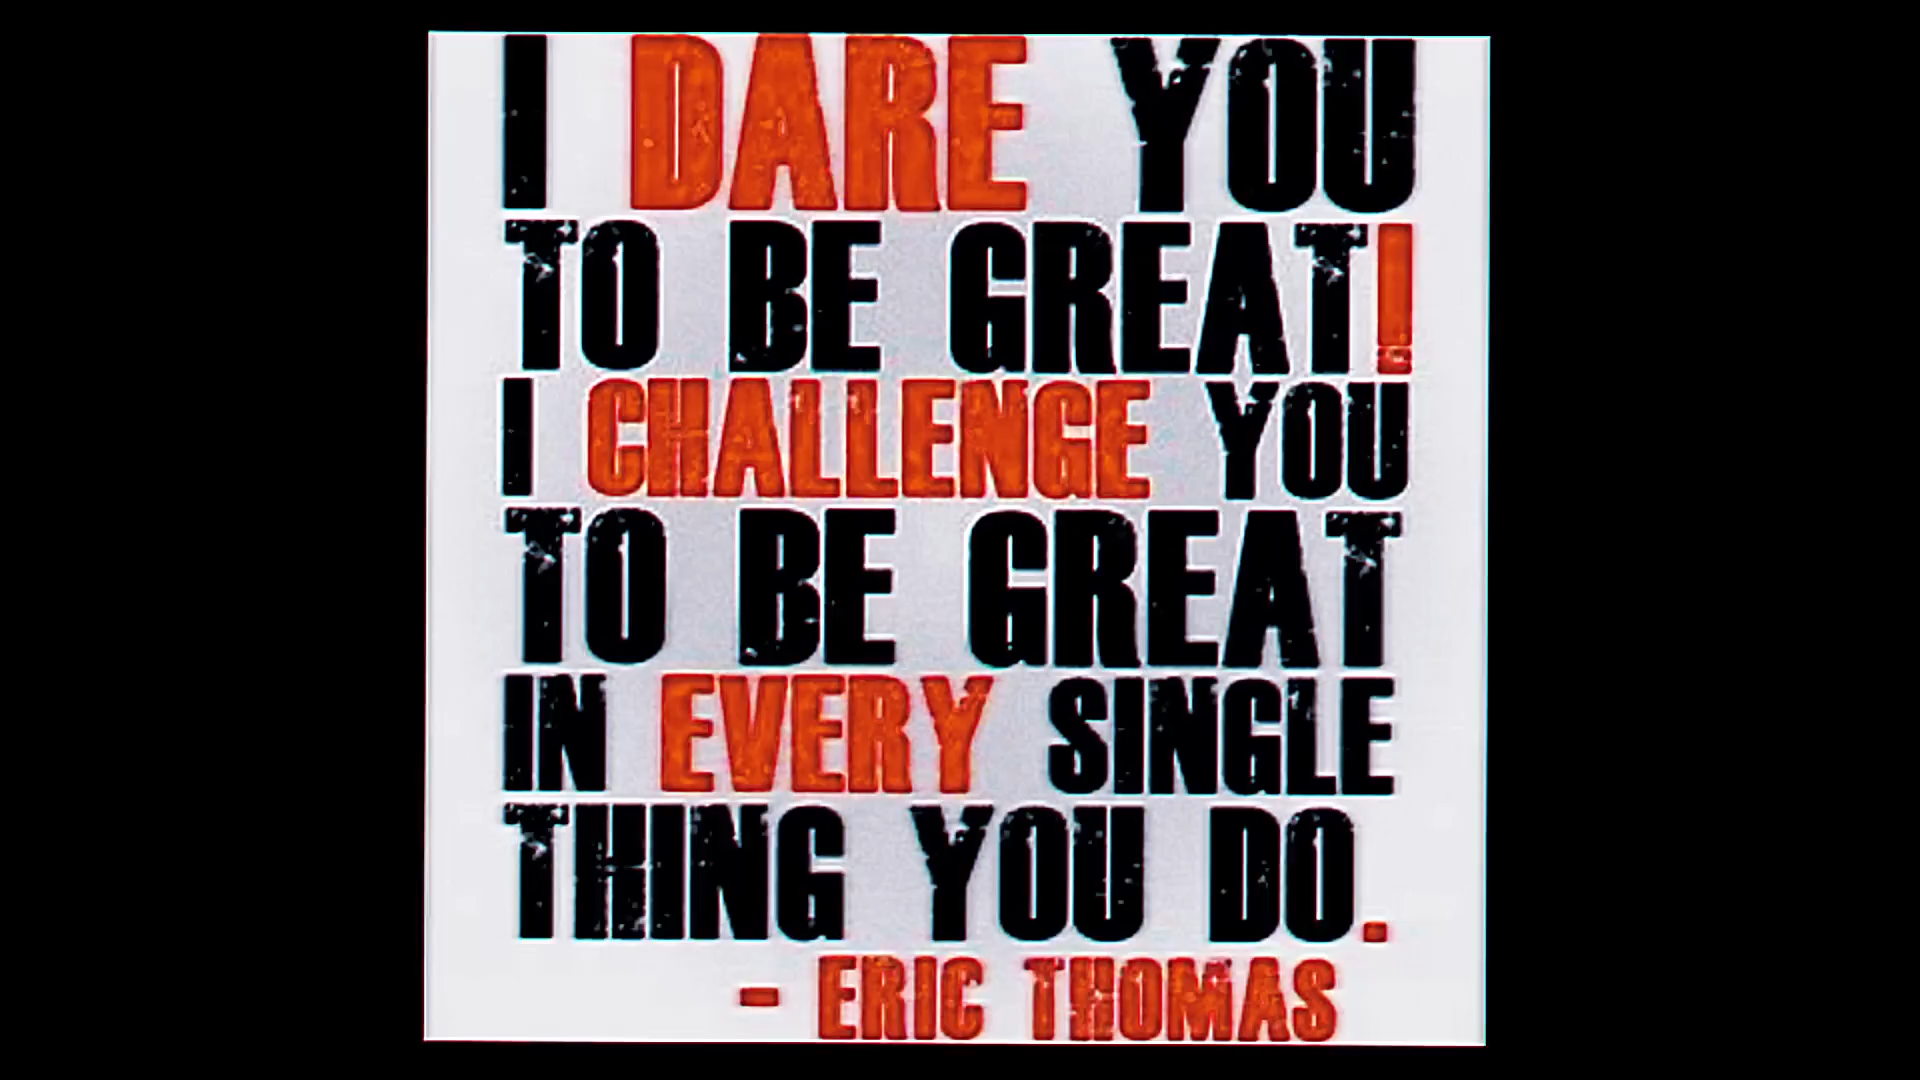 I DARE YOU
TO BE GREAT!
I CHALLENGE YOU
TO BE GREAT
IN EVERY SINGLE
THING YOU DO.
- ERIC THOMAS